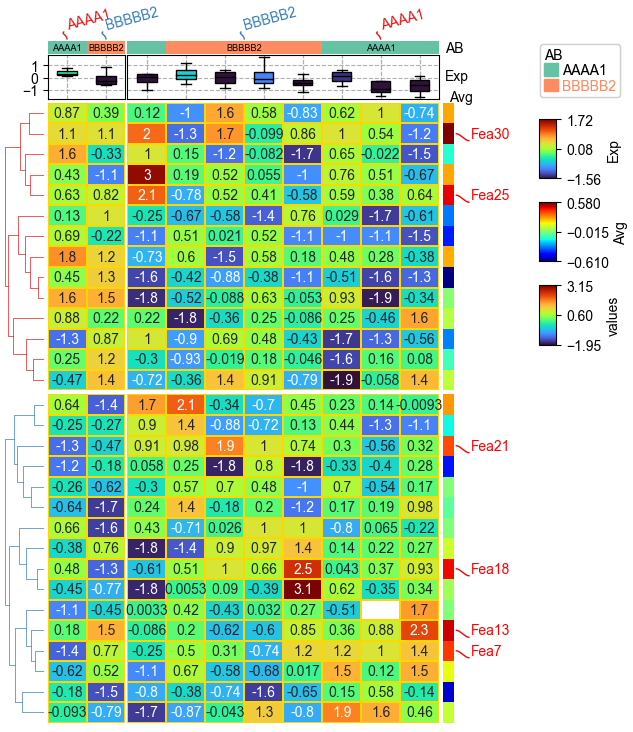 AAAA1 BBBBB2 BBBBB2 AAAA1
AAAA1 BBBBB2 BBBBB2 AAAA1 AB
1
0
−1
Exp
Avg
0.87 0.39 0.12 -1 1.6 0.58 -0.83 0.62 1 -0.74
1.1 1.1 2 -1.3 1.7 -0.099 0.86 1 0.54 -1.2 Fea30
1.6 -0.33 1 0.15 -1.2 -0.082 -1.7 0.65 -0.022 -1.5
0.43 -1.1 3 0.19 0.52 0.055 -1 0.76 0.51 -0.67
0.63 0.82 2.1 -0.78 0.52 0.41 -0.58 0.59 0.38 0.64 Fea25
0.13 1 -0.25 -0.67 -0.58 -1.4 0.76 0.029 -1.7 -0.61
0.69 -0.22 -1.1 0.51 0.021 0.52 -1.1 -1 -1.1 -1.5
1.8 1.2 -0.73 0.6 -1.5 0.58 0.18 0.48 0.28 -0.38
0.45 1.3 -1.6 -0.42 -0.88 -0.38 -1.1 -0.51 -1.6 -1.3
1.6 1.5 -1.8 -0.52 -0.088 0.63 -0.053 0.93 -1.9 -0.34
0.88 0.22 0.22 -1.8 -0.36 0.25 -0.086 0.25 -0.46 1.6
-1.3 0.87 1 -0.9 0.69 0.48 -0.43 -1.7 -1.3 -0.56
0.25 1.2 -0.3 -0.93 -0.019 0.18 -0.046 -1.6 0.16 0.08
-0.47 1.4 -0.72 -0.36 1.4 0.91 -0.79 -1.9 -0.058 1.4
0.64 -1.4 1.7 2.1 -0.34 -0.7 0.45 0.23 0.14 -0.0093
-0.25 -0.27 0.9 1.4 -0.88 -0.72 0.13 0.44 -1.3 -1.1
-1.3 -0.47 0.91 0.98 1.9 1 0.74 0.3 -0.56 0.32 Fea21
-1.2 -0.18 0.058 0.25 -1.8 0.8 -1.8 -0.33 -0.4 0.28
-0.26 -0.62 -0.3 0.57 0.7 0.48 -1 0.7 -0.54 0.17
-0.64 -1.7 0.24 1.4 -0.18 0.2 -1.2 0.17 0.19 0.98
0.66 -1.6 0.43 -0.71 0.026 1 1 -0.8 0.065 -0.22
-0.38 0.76 -1.8 -1.4 0.9 0.97 1.4 0.14 0.22 0.27
0.48 -1.3 -0.61 0.51 1 0.66 2.5 0.043 0.37 0.93 Fea18
-0.45 -0.77 -1.8 0.0053 0.09 -0.39 3.1 0.62 -0.35 0.34
-1.1 -0.45 0.0033 0.42 -0.43 0.032 0.27 -0.51 1.7
0.18 1.5 -0.086 0.2 -0.62 -0.6 0.85 0.36 0.88 2.3 Fea13
-1.4 0.77 -0.25 0.5 0.31 -0.74 1.2 1.2 1 1.4 Fea7
-0.62 0.52 -1.1 0.67 -0.58 -0.68 0.017 1.5 0.12 1.5
-0.18 -1.5 -0.8 -0.38 -0.74 -1.6 -0.65 0.15 0.58 -0.14
-0.093 -0.79 -1.7 -0.87 -0.043 1.3 -0.8 1.9 1.6 0.46
AB
AAAA1
BBBBB2
1.72
0.08
−1.56
Exp
0.580
−0.015
−0.610
Avg
3.15
0.60
−1.95
values